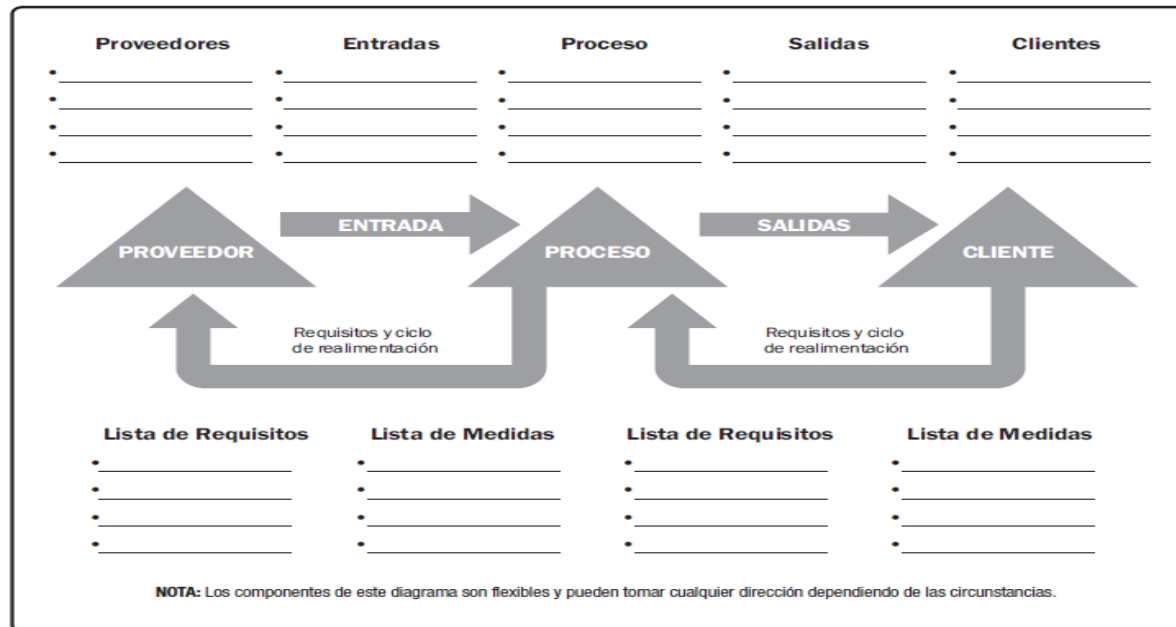 Proveedores Entradas Proceso Salidas Clientes
• • • • •
• • • • •
• • • • •
• • • • •
ENTRADA SALIDAS
PROVEEDOR PROCESO CLIENTE
Requisitos y ciclo
de realimentación
Requisitos y ciclo
de realimentación
Lista de Requisitos Lista de Medidas Lista de Requisitos Lista de Medidas
• • • •
• • • •
• • • •
• • • •
NOTA: Los componentes de este diagrama son flexibles y pueden tomar cualquier dirección dependiendo de las circunstancias.